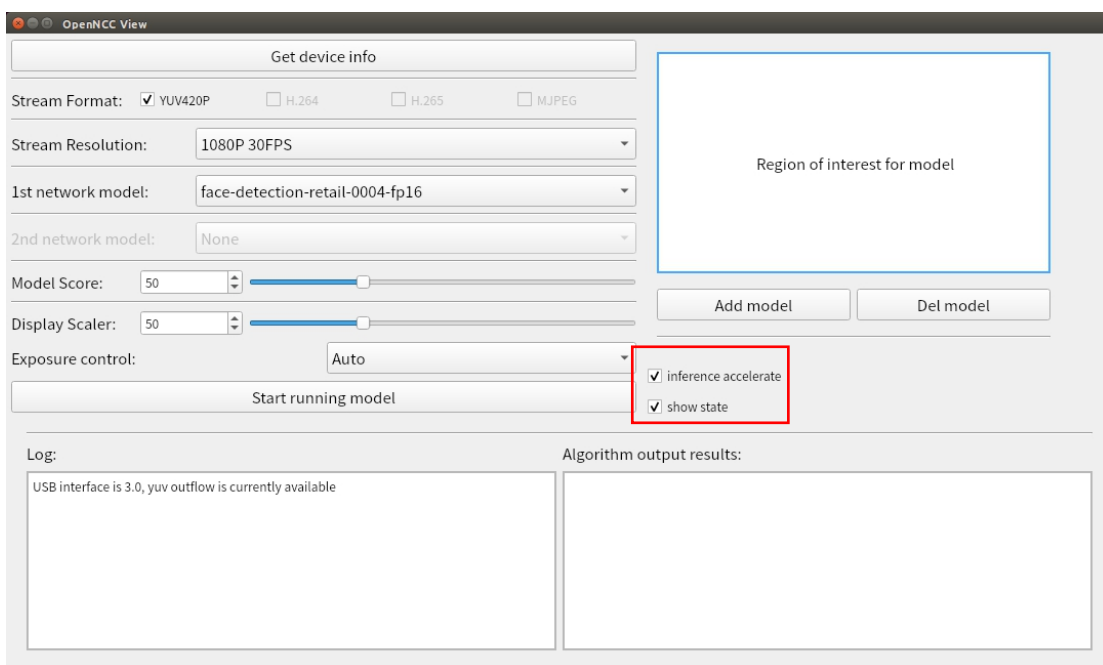 OpenNCC View
Get device info
Stream Format: YUV420P H.264 H.265 MJPEG
Stream Resolution: 1080P 30FPS
1st network model: face-detection-retail-0004-fp16
2nd network model: None
Model Score: 50
Display Scaler: 50
Exposure control: Auto
Start running model
Region of interest for model
Add model Del model
inference accelerate
show state
Log:
USB interface is 3.0, yuv outflow is currently available
Algorithm output results: